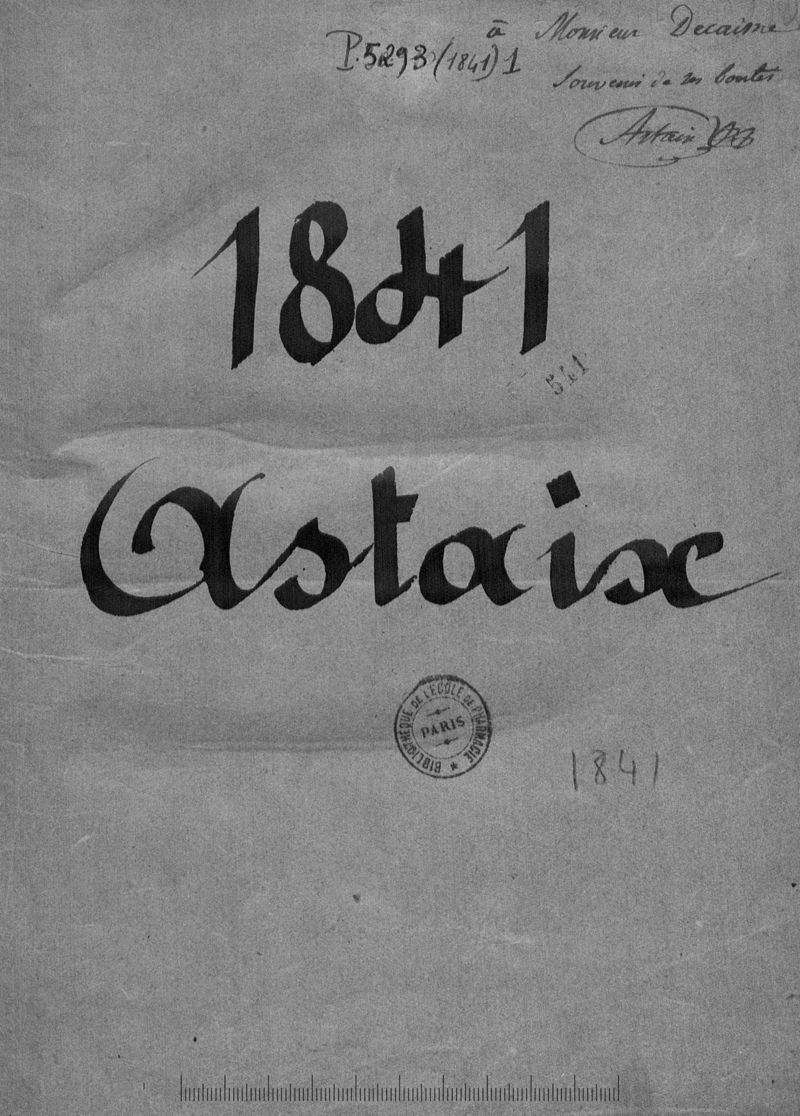 à Monsieur Decaisne
P.5293 (1841) 1
Souvenir de ses bontés
Astaix
1841
541
Astaix
BIBLIOTHÈQUE DE L'ÉCOLE DE PHARMACIE
PARIS
1841